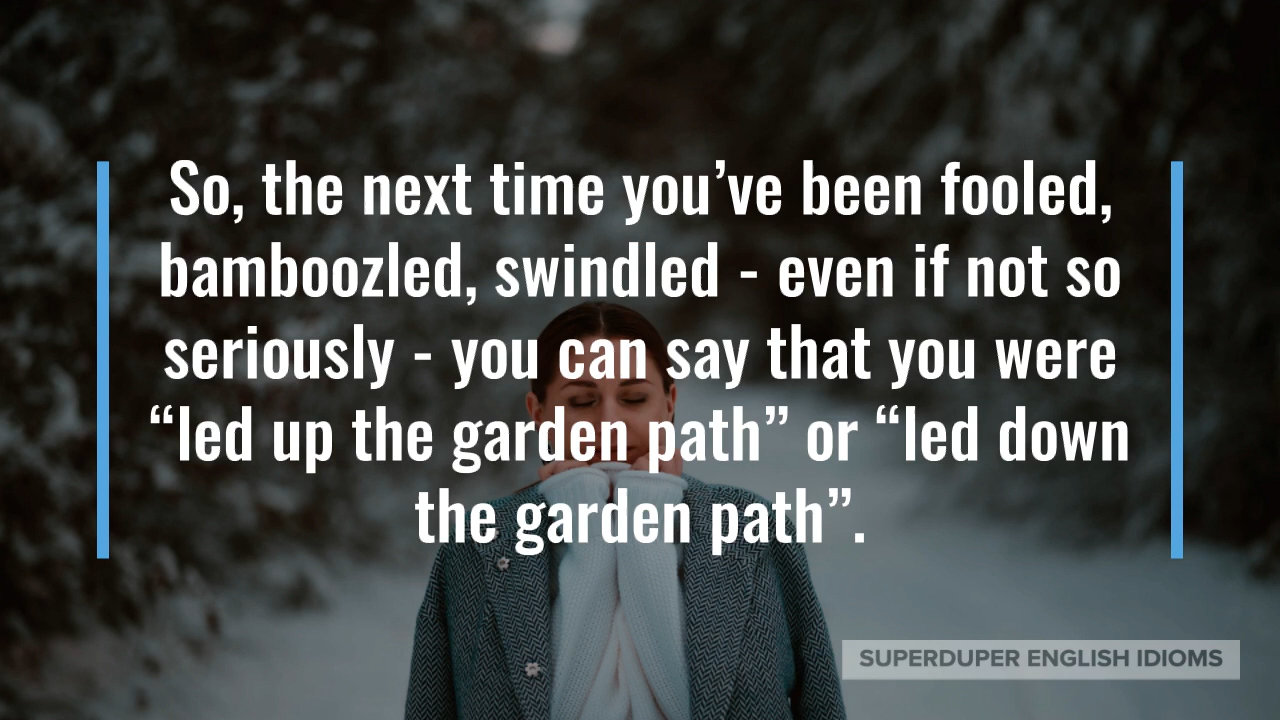 So, the next time you’ve been fooled,
bamboozled, swindled - even if not so
seriously - you can say that you were
“led up the garden path” or “led down
the garden path”.
SUPERDUPER ENGLISH IDIOMS